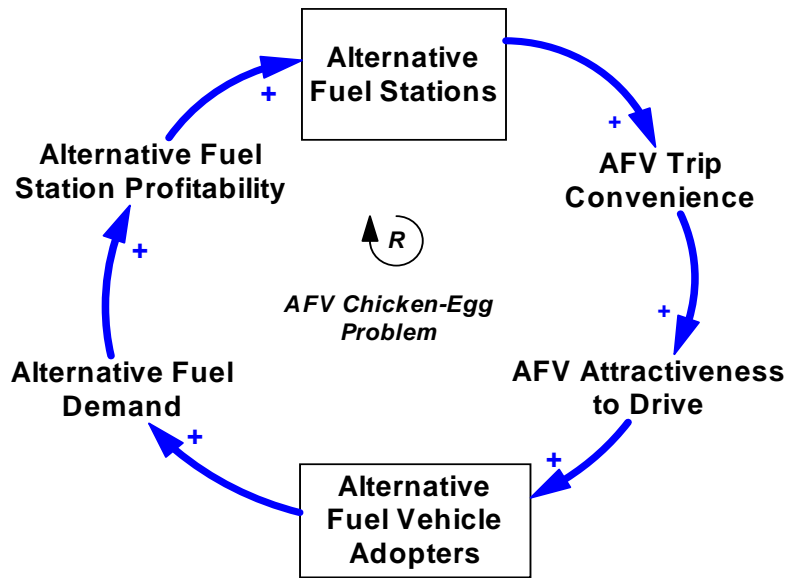 Alternative
Fuel Stations
+
+
Alternative Fuel
Station Profitability
AFV Trip
Convenience
R
+
AFV Chicken-Egg
Problem
+
Alternative Fuel
Demand
AFV Attractiveness
to Drive
+
+
Alternative
Fuel Vehicle
Adopters